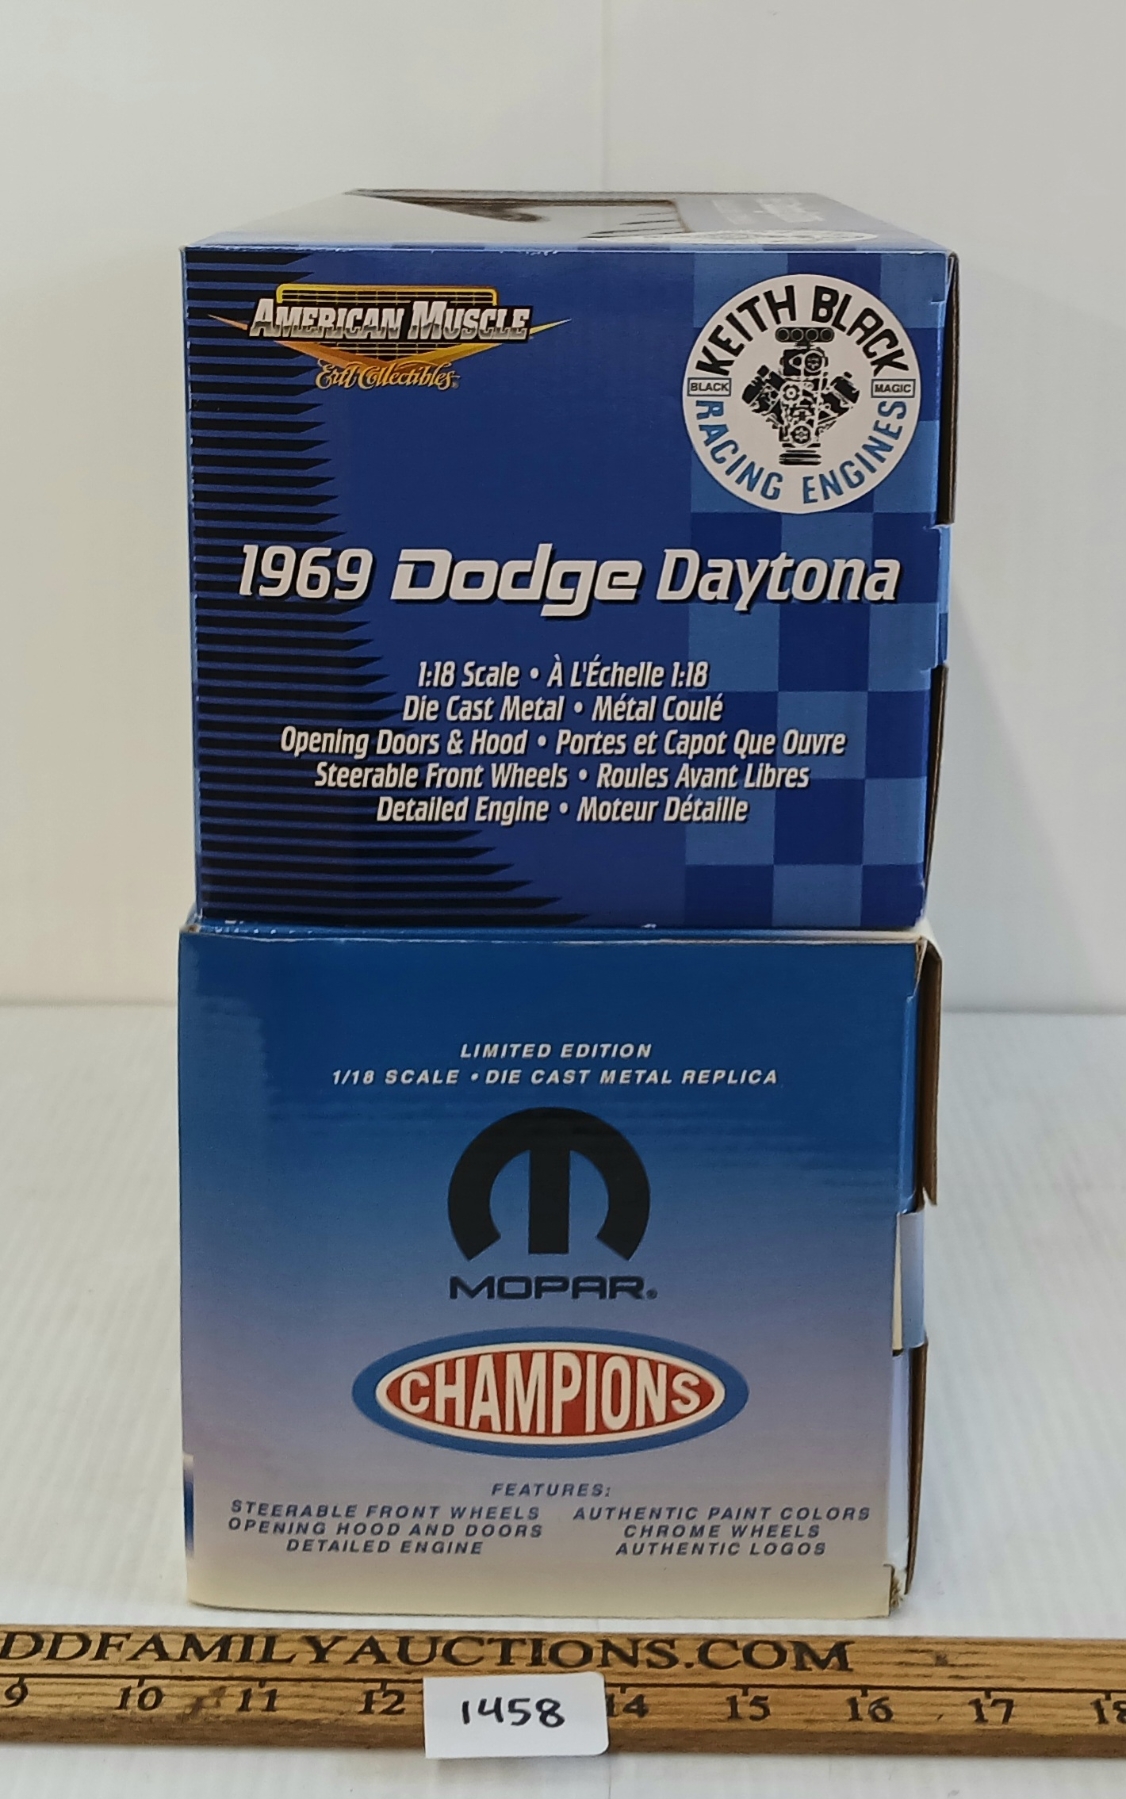 AMERICAN MUSCLE
Ertl Collectibles
KEITH BLACK
BLACK MAGIC
RACING ENGINES
1969 Dodge Daytona
1:18 Scale • À L'Échelle 1:18
Die Cast Metal • Métal Coulé
Opening Doors & Hood • Portes et Capot Que Ouvre
Steerable Front Wheels • Roules Avant Libres
Detailed Engine • Moteur Détaille
LIMITED EDITION
1/18 SCALE • DIE CAST METAL REPLICA
MOPAR®
CHAMPIONS
FEATURES:
STEERABLE FRONT WHEELS
OPENING HOOD AND DOORS
DETAILED ENGINE
AUTHENTIC PAINT COLORS
CHROME WHEELS
AUTHENTIC LOGOS
DDFAMILYAUCTIONS.COM
9 10 11 12 14 15 16 17 18
1458